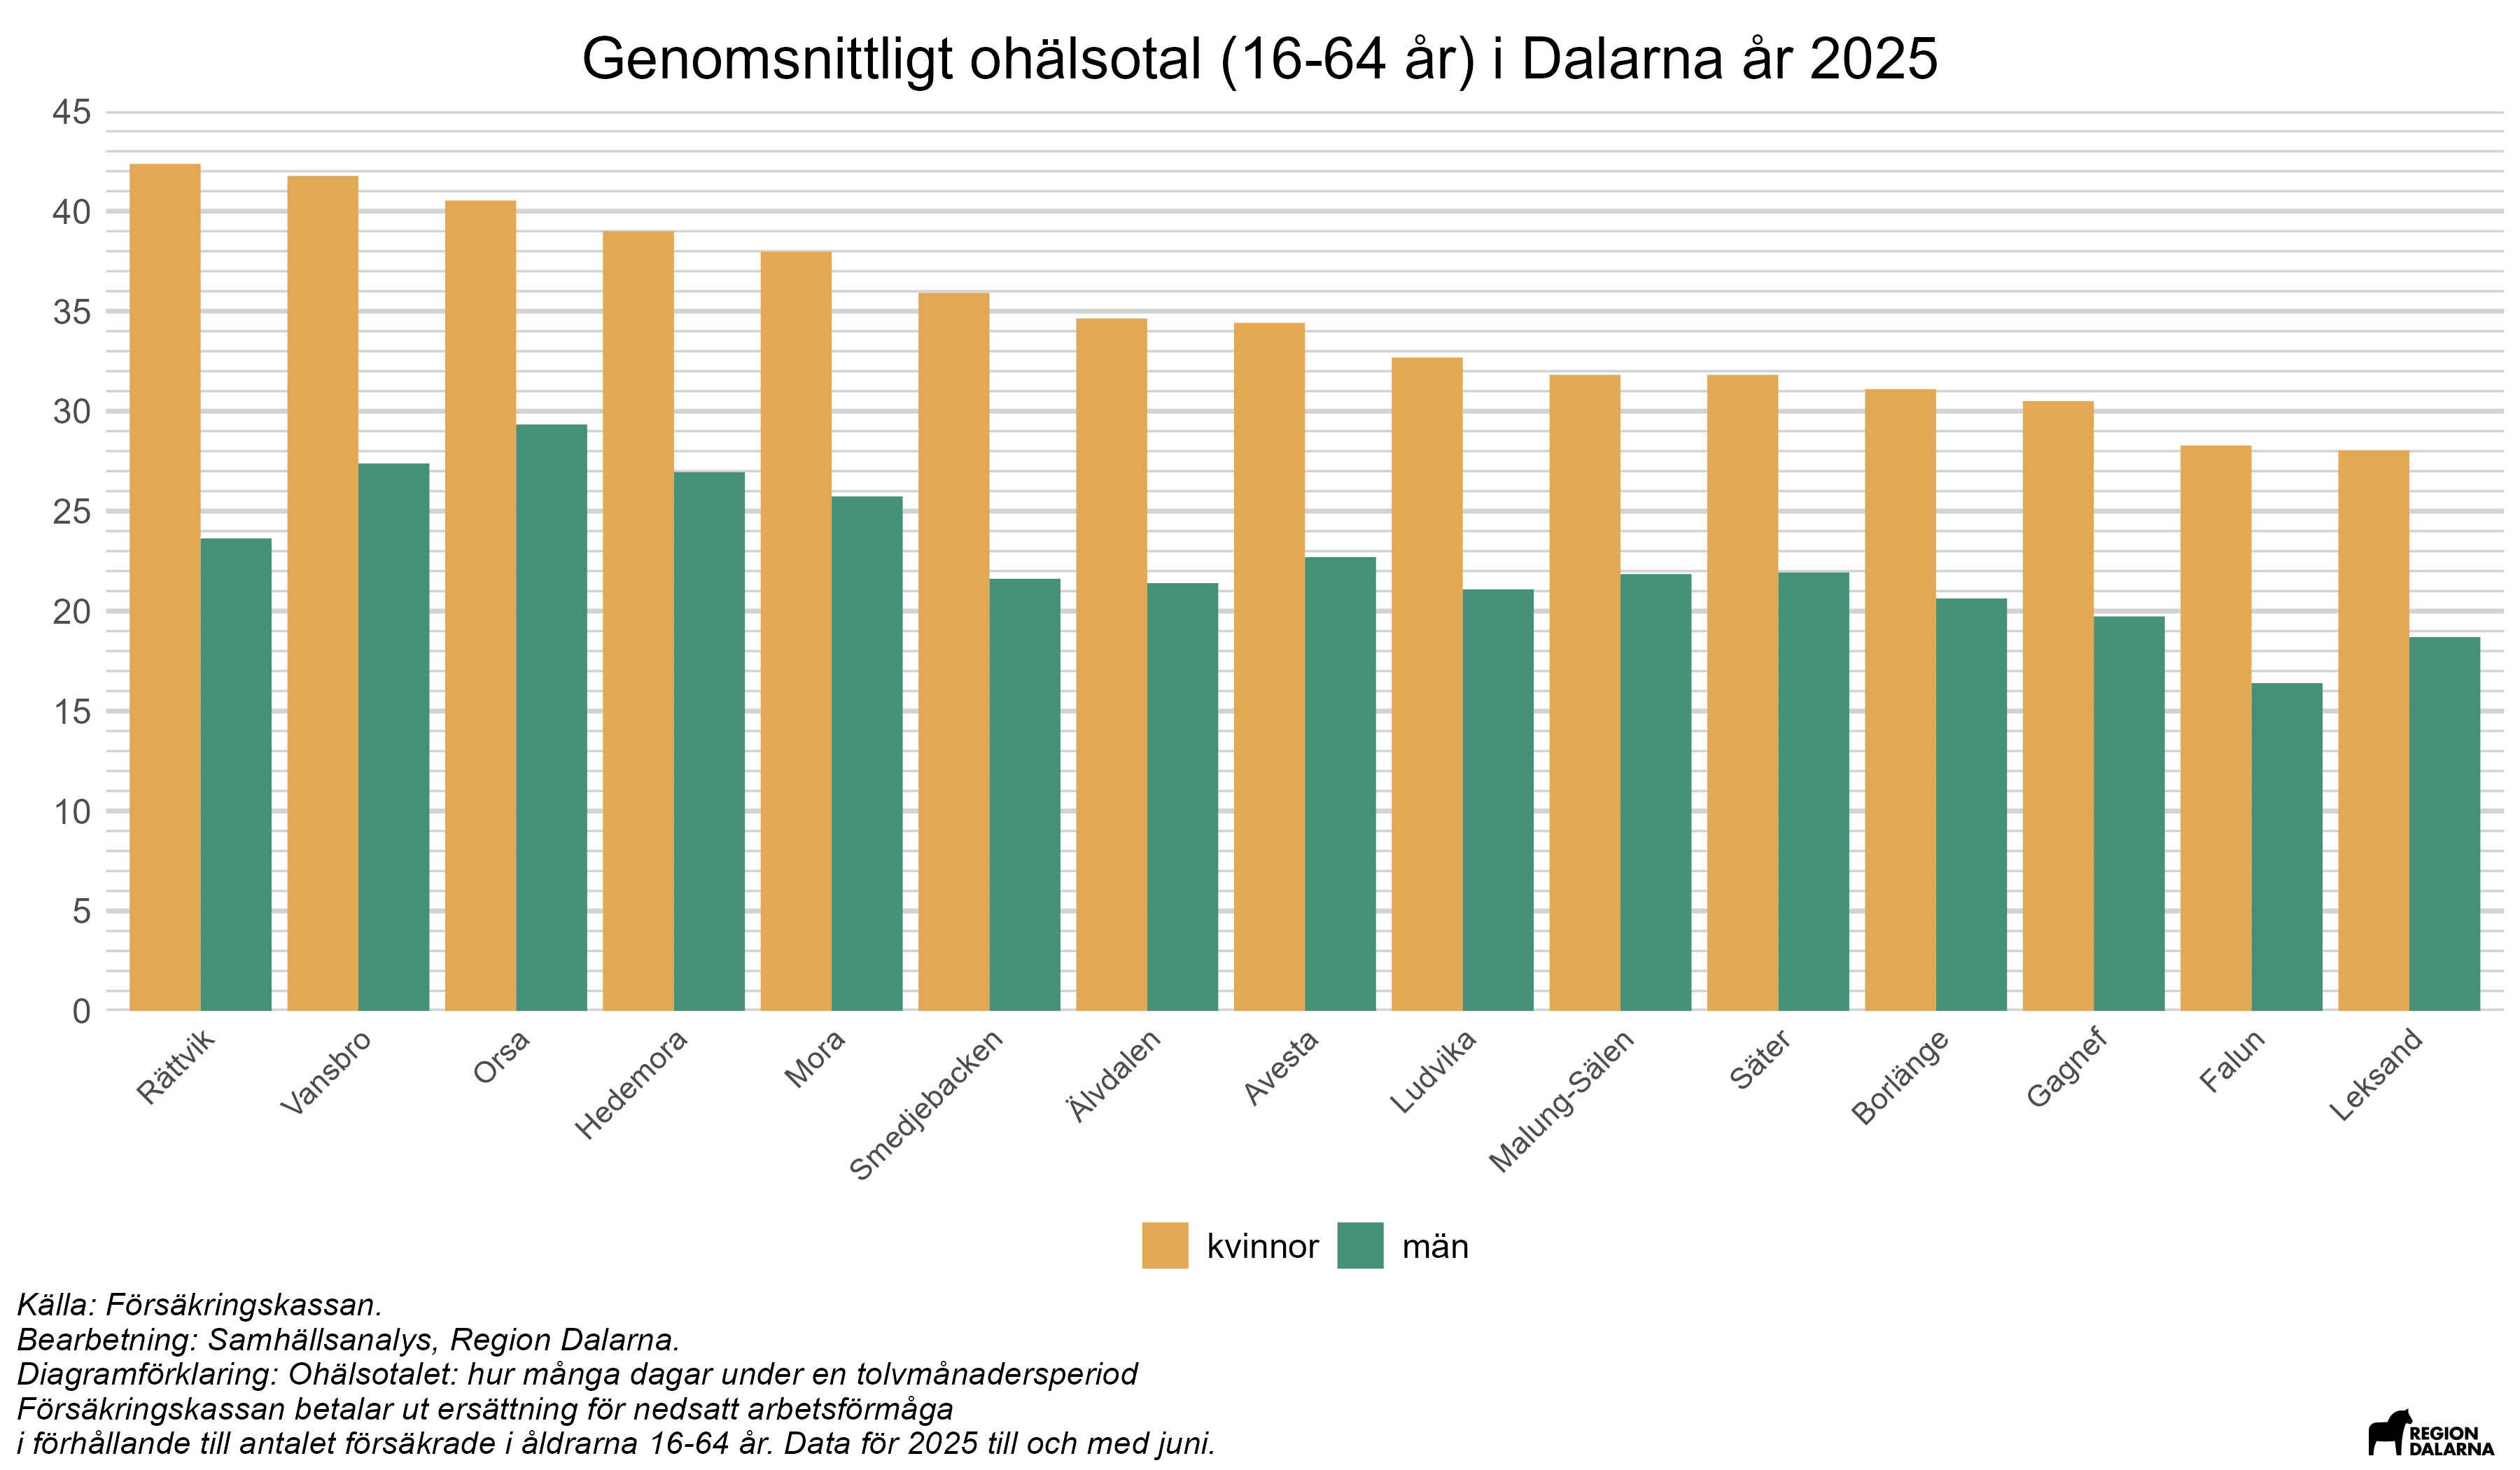 Genomsnittligt ohälsotal (16-64 år) i Dalarna år 2025
45
40
35
30
25
20
15
10
5
0
Rättvik
Vansbro
Orsa
Hedemora
Mora
Smedjebacken
Älvdalen
Avesta
Ludvika
Malung-Sälen
Säter
Borlänge
Gagnef
Falun
Leksand
kvinnor
män
Källa: Försäkringskassan.
Bearbetning: Samhällsanalys, Region Dalarna.
Diagramförklaring: Ohälsotalet: hur många dagar under en tolvmånadersperiod
Försäkringskassan betalar ut ersättning för nedsatt arbetsförmåga
i förhållande till antalet försäkrade i åldrarna 16-64 år. Data för 2025 till och med juni.
REGION
DALARNA